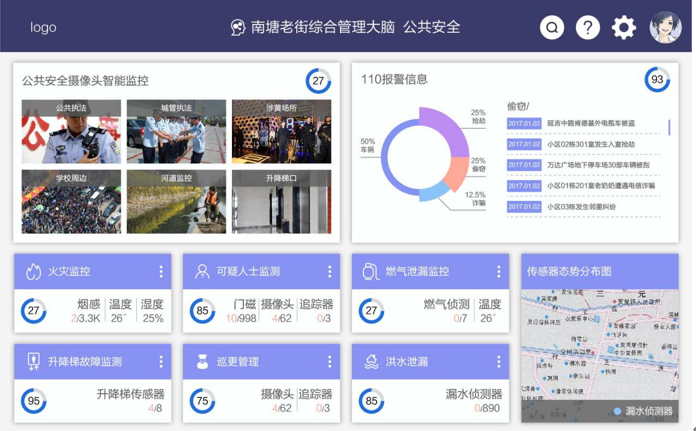 logo
南塘老街综合管理大脑 公共安全
公共安全摄像头智能监控
27
公共执法
城管执法
涉黄场所
学校周边
河道监控
升降梯口
110报警信息
93
25%
抢劫
50%
车辆
25%
偷窃
12.5%
诈骗
偷窃/
2017.01.02 延吉中路肯德基外电瓶车被盗
2017.01.02 小区02栋301室发生入室抢劫
2017.01.02 万达广场地下停车场30部车辆被刮
2017.01.02 小区01栋201室老奶奶遭遇电信诈骗
2017.01.02 小区03栋发生邻里纠纷
火灾监控
27
烟感 温度 湿度
2/3.3K 26° 25%
可疑人士监测
85
门磁 摄像头 追踪器
10/998 4/62 0/3
燃气泄漏监控
27
燃气侦测 温度
0/7 26°
传感器态势分布图
漏水侦测器
升降梯故障监测
95
升降梯传感器
4/8
巡更管理
75
摄像头 追踪器
4/62 0/3
洪水泄漏
85
漏水侦测器
0/890